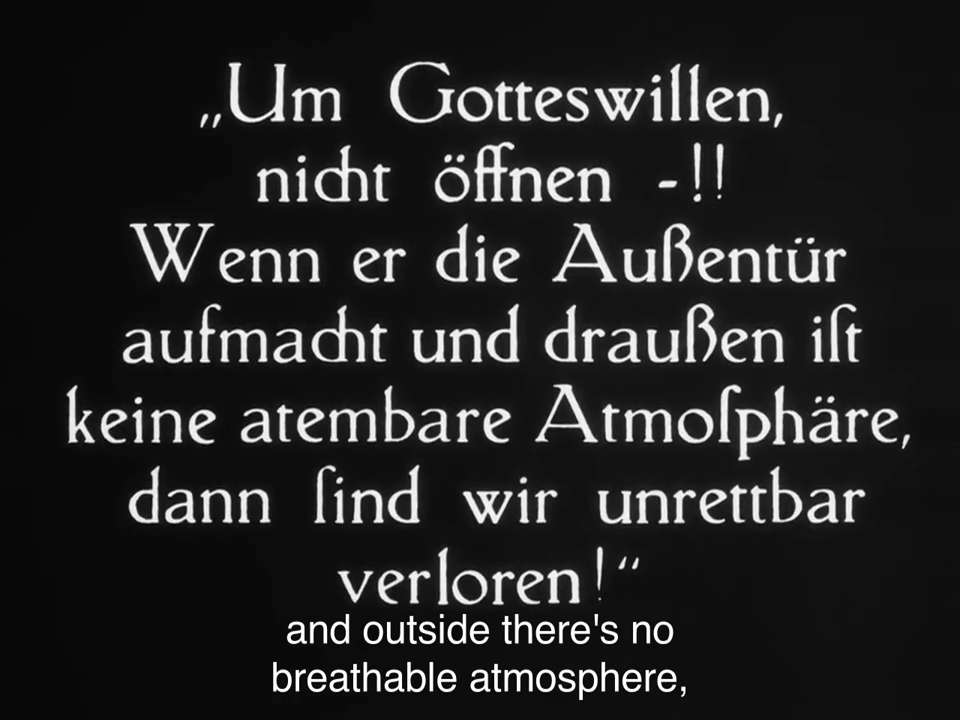 „Um Gotteswillen,
nicht öffnen -!!
Wenn er die Außentür
aufmacht und draußen iſt
keine atembare Atmoſphäre,
dann ſind wir unrettbar
verloren!“
and outside there's no
breathable atmosphere,